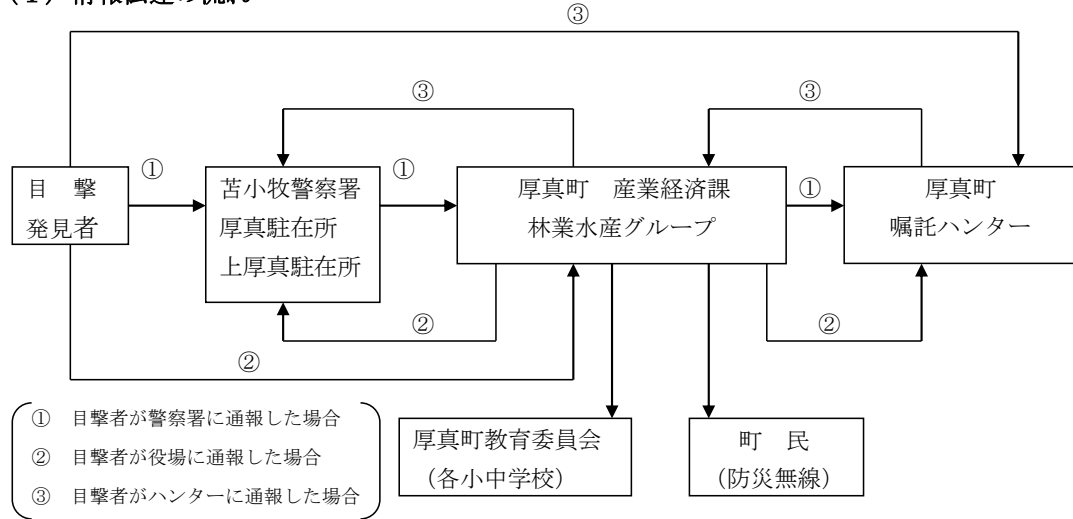 （１）情報伝達の流れ
③
③
③
①
①
①
目　撃
発見者
苫小牧警察署
厚真駐在所
上厚真駐在所
厚真町　産業経済課
林業水産グループ
厚真町
嘱託ハンター
②
②
②
①　目撃者が警察署に通報した場合
②　目撃者が役場に通報した場合
③　目撃者がハンターに通報した場合
厚真町教育委員会
（各小中学校）
町　民
（防災無線）